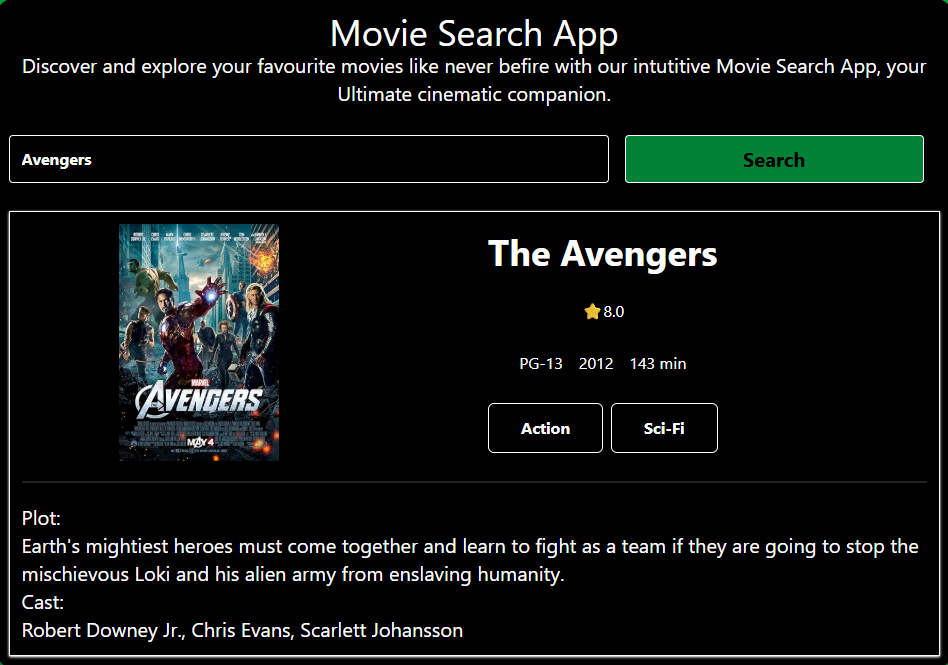 Movie Search App
Discover and explore your favourite movies like never befire with our intutitive Movie Search App, your
Ultimate cinematic companion.
Avengers
Search
MARVEL
AVENGERS
MAY 4
The Avengers
8.0
PG-13 2012 143 min
Action Sci-Fi
Plot:
Earth's mightiest heroes must come together and learn to fight as a team if they are going to stop the
mischievous Loki and his alien army from enslaving humanity.
Cast:
Robert Downey Jr., Chris Evans, Scarlett Johansson